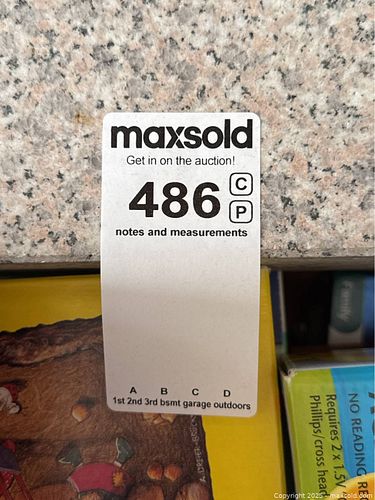 maxsold
Get in on the auction!
486
C
P
notes and measurements
A B C D
1st 2nd 3rd bsmt garage outdoors
NO READING R
Requires 2 x 1.5V
Phillips/cross hea
Copyright 2025 - maxsold.com